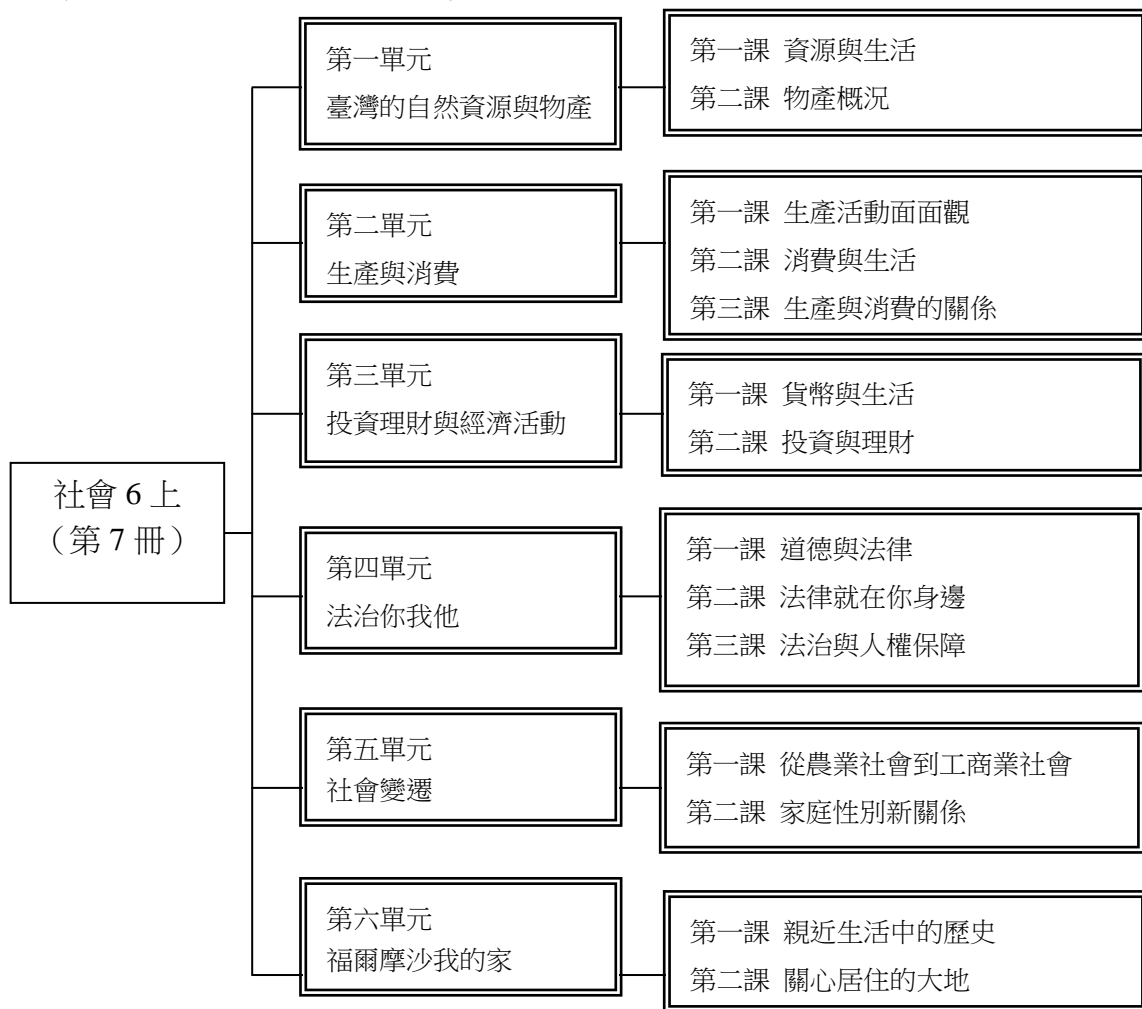 第一單元
臺灣的自然資源與物產
第一課 資源與生活
第二課 物產概況
第二單元
生產與消費
第一課 生產活動面面觀
第二課 消費與生活
第三課 生產與消費的關係
第三單元
投資理財與經濟活動
第一課 貨幣與生活
第二課 投資與理財
社會 6 上
（第 7 冊）
第四單元
法治你我他
第一課 道德與法律
第二課 法律就在你身邊
第三課 法治與人權保障
第五單元
社會變遷
第一課 從農業社會到工商業社會
第二課 家庭性別新關係
第六單元
福爾摩沙我的家
第一課 親近生活中的歷史
第二課 關心居住的大地